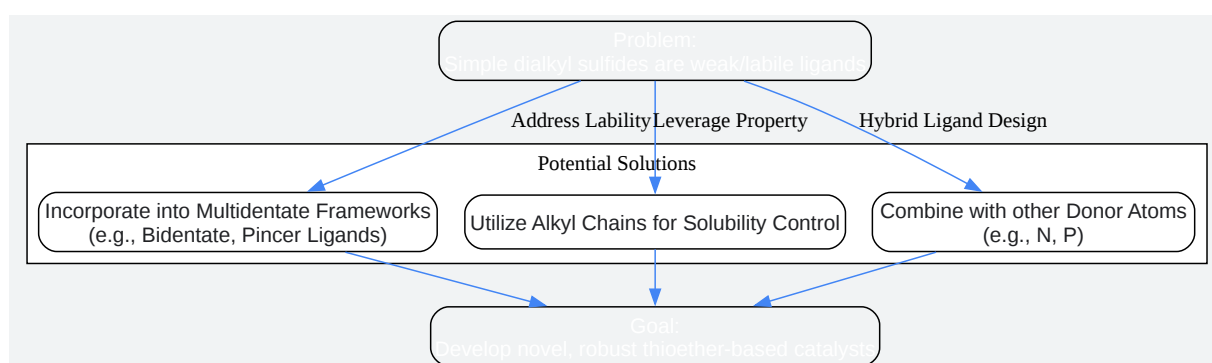 Problem:
Simple dialkyl sulfides are weak/labile ligands
Address Lability
Leverage Property
Hybrid Ligand Design
Potential Solutions
Incorporate into Multidentate Frameworks
(e.g., Bidentate, Pincer Ligands)
Utilize Alkyl Chains for Solubility Control
Combine with other Donor Atoms
(e.g., N, P)
Goal:
Develop novel, robust thioether-based catalysts